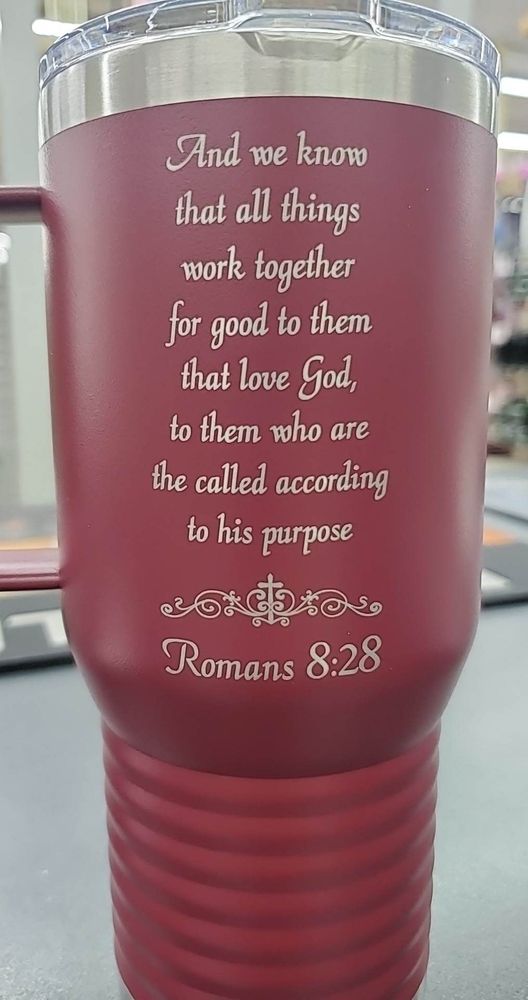 And we know
that all things
work together
for good to them
that love God,
to them who are
the called according
to his purpose
Romans 8:28